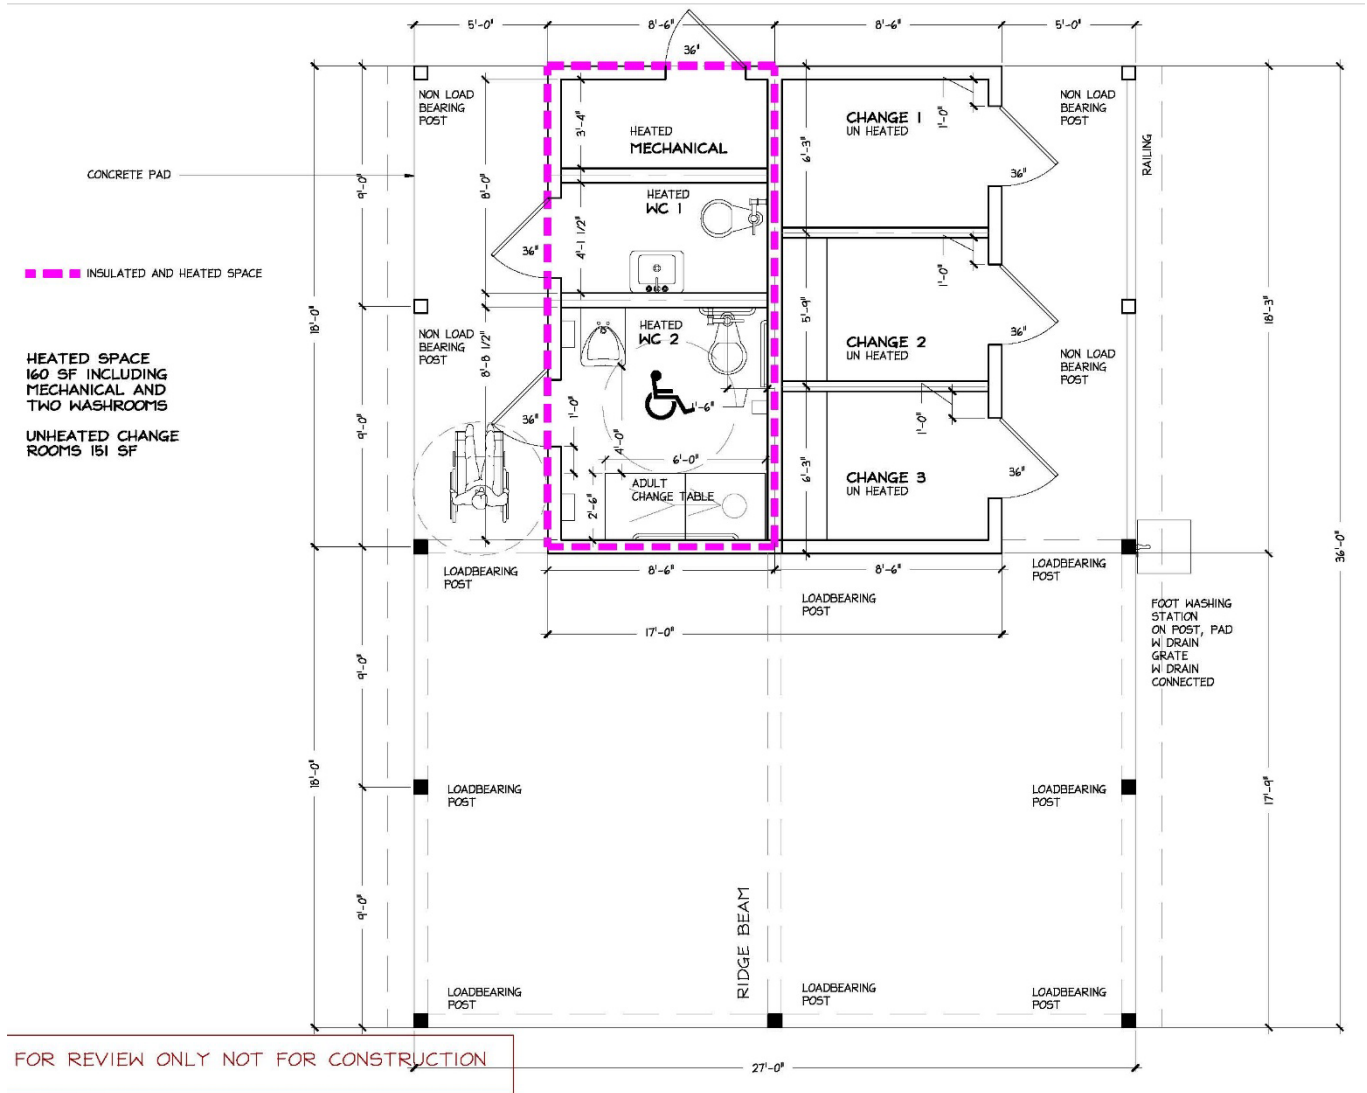 5'-0"
8'-6"
8'-6"
5'-0"
36"
NON LOAD
BEARING
POST
3'-4"
HEATED
MECHANICAL
CHANGE 1
UN HEATED
1'-0"
NON LOAD
BEARING
POST
RAILING
CONCRETE PAD
9'-0"
8'-0"
6'-3"
36"
HEATED
WC 1
4'-1 1/2"
36"
INSULATED AND HEATED SPACE
1'-0"
18'-0"
NON LOAD
BEARING
POST
8'-8 1/2"
HEATED
WC 2
5'-9"
CHANGE 2
UN HEATED
36"
NON LOAD
BEARING
POST
18'-3"
HEATED SPACE
160 SF INCLUDING
MECHANICAL AND
TWO WASHROOMS
UNHEATED CHANGE
ROOMS 151 SF
9'-0"
36"
1'-0"
1'-6"
4'-0"
6'-0"
1'-0"
6'-3"
CHANGE 3
UN HEATED
36"
ADULT
CHANGE TABLE
2'-6"
LOADBEARING
POST
8'-6"
8'-6"
LOADBEARING
POST
LOADBEARING
POST
36'-0"
17'-0"
FOOT WASHING
STATION
ON POST, PAD
W DRAIN
GRATE
W DRAIN
CONNECTED
9'-0"
18'-0"
LOADBEARING
POST
LOADBEARING
POST
17'-9"
9'-0"
RIDGE BEAM
LOADBEARING
POST
LOADBEARING
POST
LOADBEARING
POST
FOR REVIEW ONLY NOT FOR CONSTRUCTION
27'-0"